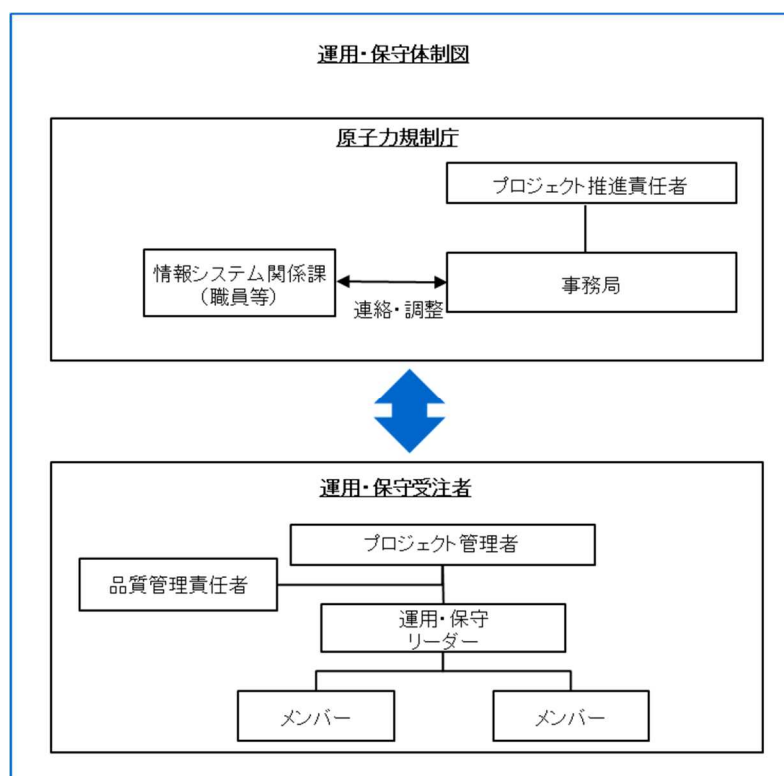 運用・保守体制図
原子力規制庁
プロジェクト推進責任者
情報システム関係課
（職員等）
連絡・調整
事務局
運用・保守受注者
プロジェクト管理者
品質管理責任者
運用・保守
リーダー
メンバー
メンバー